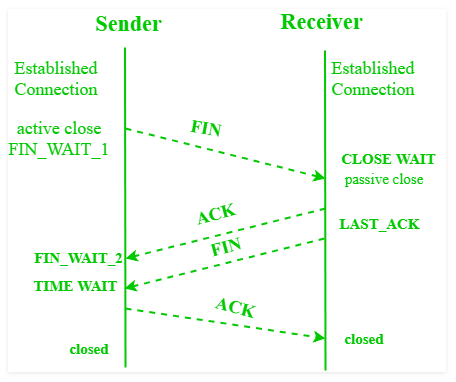 Sender
Receiver
Established
Connection
Established
Connection
active close
FIN_WAIT_1
FIN
CLOSE WAIT
passive close
ACK
LAST_ACK
FIN
FIN_WAIT_2
TIME WAIT
ACK
closed
closed